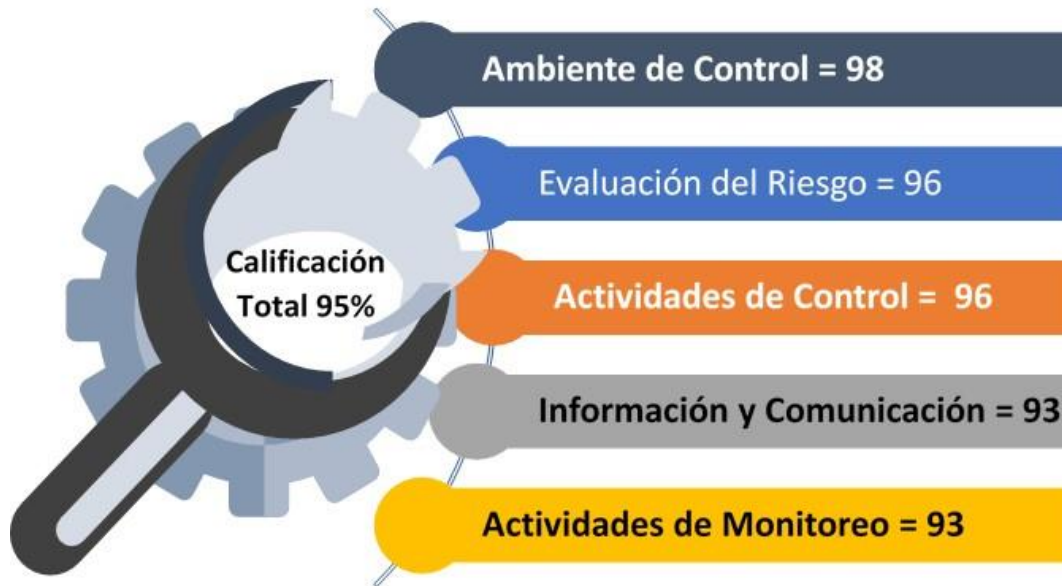 Ambiente de Control = 98
Evaluación del Riesgo = 96
Calificación
Total 95%
Actividades de Control = 96
Información y Comunicación = 93
Actividades de Monitoreo = 93